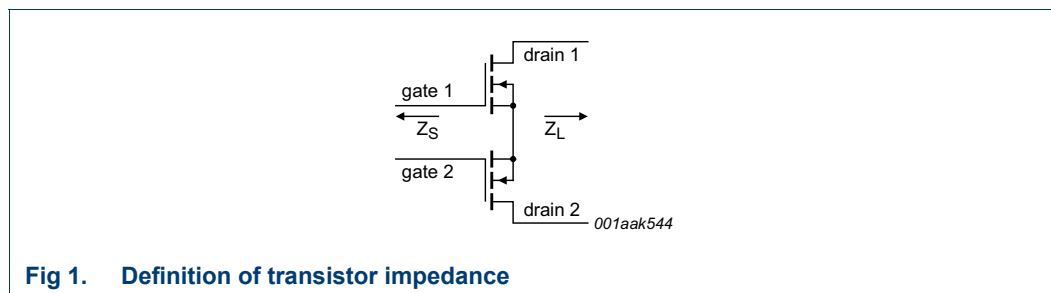 drain 1
gate 1
Z_S
Z_L
gate 2
drain 2
001aak544
Fig 1. Definition of transistor impedance